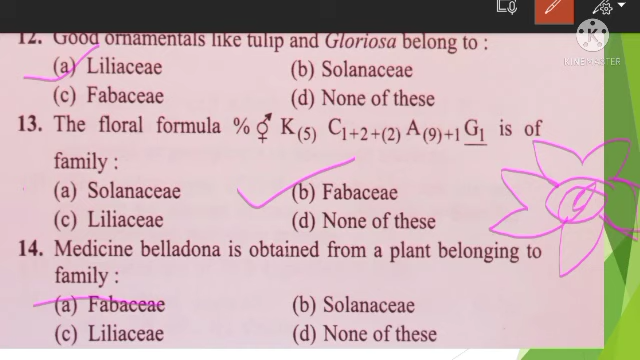 KINEMASTER
12. Good ornamentals like tulip and Gloriosa belong to :
(a) Liliaceae (b) Solanaceae
(c) Fabaceae (d) None of these
13. The floral formula % ⚥ K(5) C1+2+(2) A(9)+1 G1 is of
family :
(a) Solanaceae (b) Fabaceae
(c) Liliaceae (d) None of these
14. Medicine belladona is obtained from a plant belonging to
family :
(a) Fabaceae (b) Solanaceae
(c) Liliaceae (d) None of these